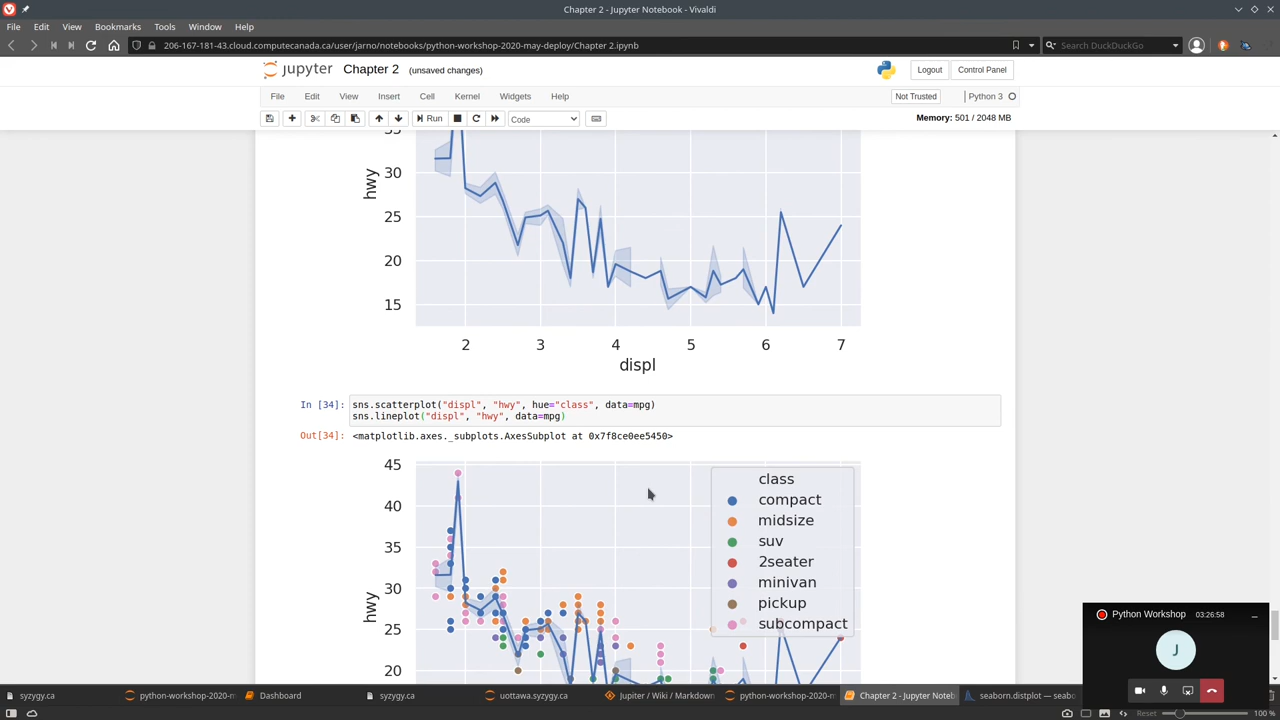 Chapter 2 - Jupyter Notebook - Vivaldi
File Edit View Bookmarks Tools Window Help
206-167-181-43.cloud.computecanada.ca/user/jarno/notebooks/python-workshop-2020-may-deploy/Chapter 2.ipynb
Search DuckDuckGo
jupyter Chapter 2 (unsaved changes)
Logout Control Panel
File Edit View Insert Cell Kernel Widgets Help
Not Trusted Python 3
Run Code Memory: 501 / 2048 MB
35
30
25
20
15
hwy
2 3 4 5 6 7
displ
In [34]: sns.scatterplot("displ", "hwy", hue="class", data=mpg)
sns.lineplot("displ", "hwy", data=mpg)
Out[34]: <matplotlib.axes._subplots.AxesSubplot at 0x7f8ce0ee5450>
45
40
35
30
25
20
hwy
class
compact
midsize
suv
2seater
minivan
pickup
subcompact
Python Workshop 03:26:58
J
syzygy.ca python-workshop-2020-m Dashboard syzygy.ca uottawa.syzygy.ca Jupiter / Wiki / Markdown python-workshop-2020-m Chapter 2 - Jupyter Noteb seaborn.distplot — seabo
Reset 100 %